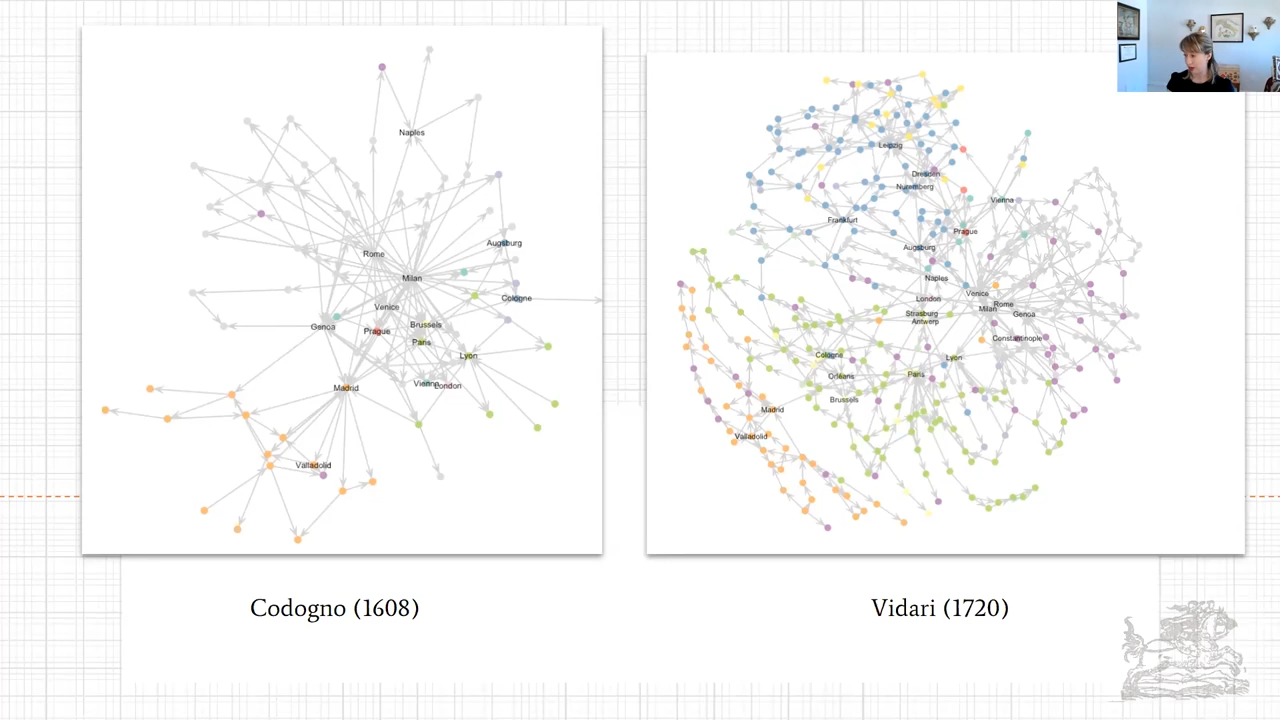 Naples
Augsburg
Rome
Milan
Cologne
Venice
Genoa
Brussels
Prague
Paris
Lyon
Vienna
London
Madrid
Valladolid
Leipzig
Dresden
Nuremberg
Vienna
Frankfurt
Prague
Augsburg
Naples
Venice
London
Rome
Milan
Genoa
Strasburg
Antwerp
Constantinople
Cologne
Lyon
Orléans
Paris
Brussels
Madrid
Valladolid
Codogno (1608)
Vidari (1720)